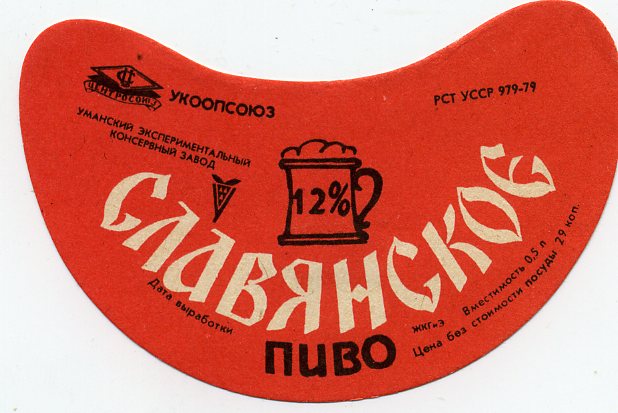 ЦЕНТРОСОЮЗ
УКООПСОЮЗ
РСТ УССР 979-79
УМАНСКИЙ ЭКСПЕРИМЕНТАЛЬНЫЙ
КОНСЕРВНЫЙ ЗАВОД
12%
СЛАВЯНСКОЕ
Дата выработки
ПИВО
ЖКГиЭ Вместимость 0,5 л
Цена без стоимости посуды 29 коп.